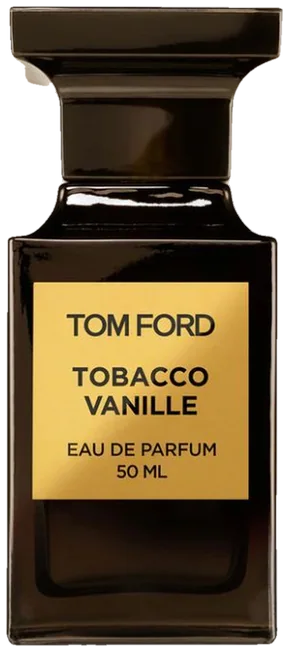 TOM FORD
TOBACCO
VANILLE
EAU DE PARFUM
50 ML